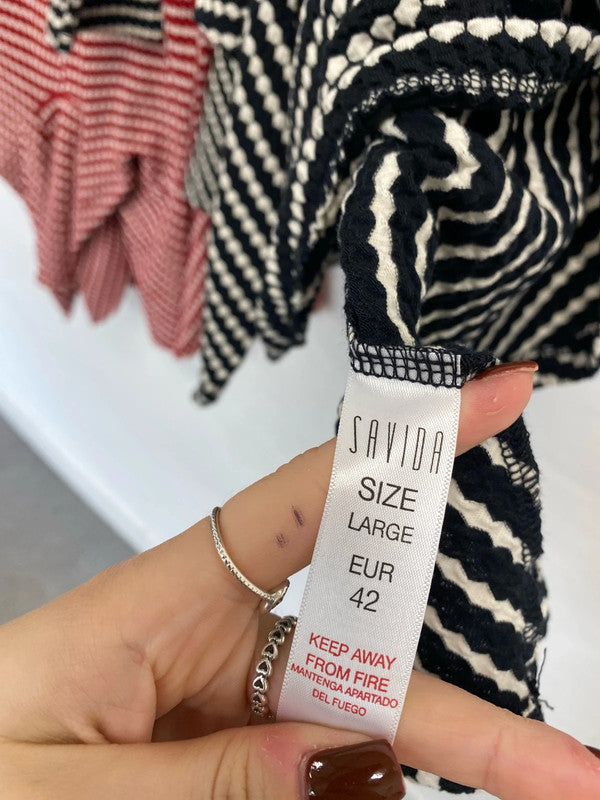 SAVIDA
SIZE
LARGE
EUR
42
KEEP AWAY
FROM FIRE
MANTENGA APARTADO
DEL FUEGO